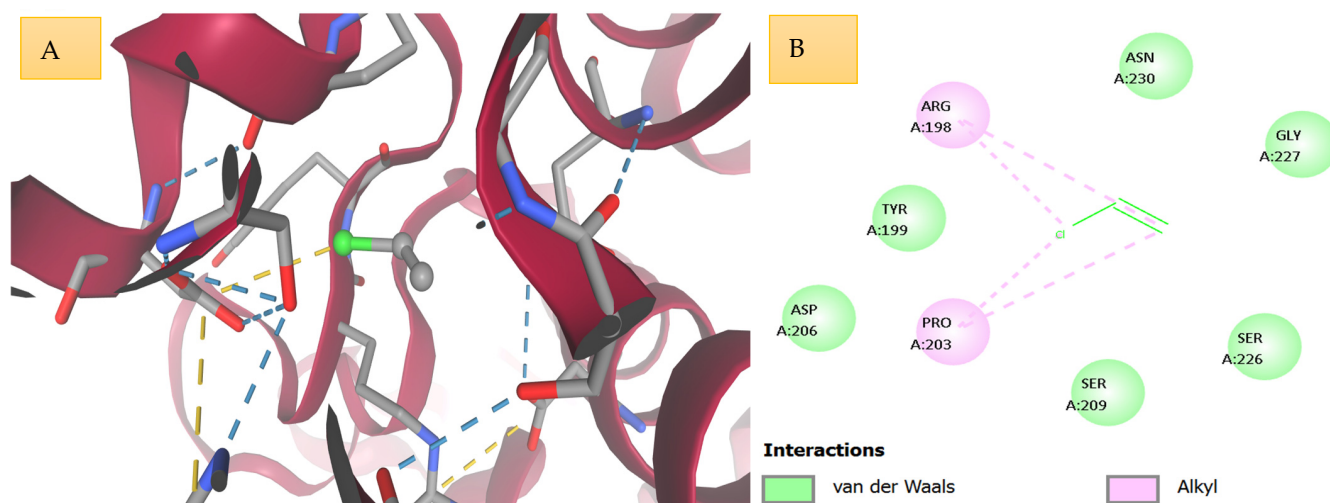 A
B
ASN
A:230
ARG
A:198
GLY
A:227
TYR
A:199
Cl
ASP
A:206
PRO
A:203
SER
A:226
SER
A:209
Interactions
van der Waals
Alkyl